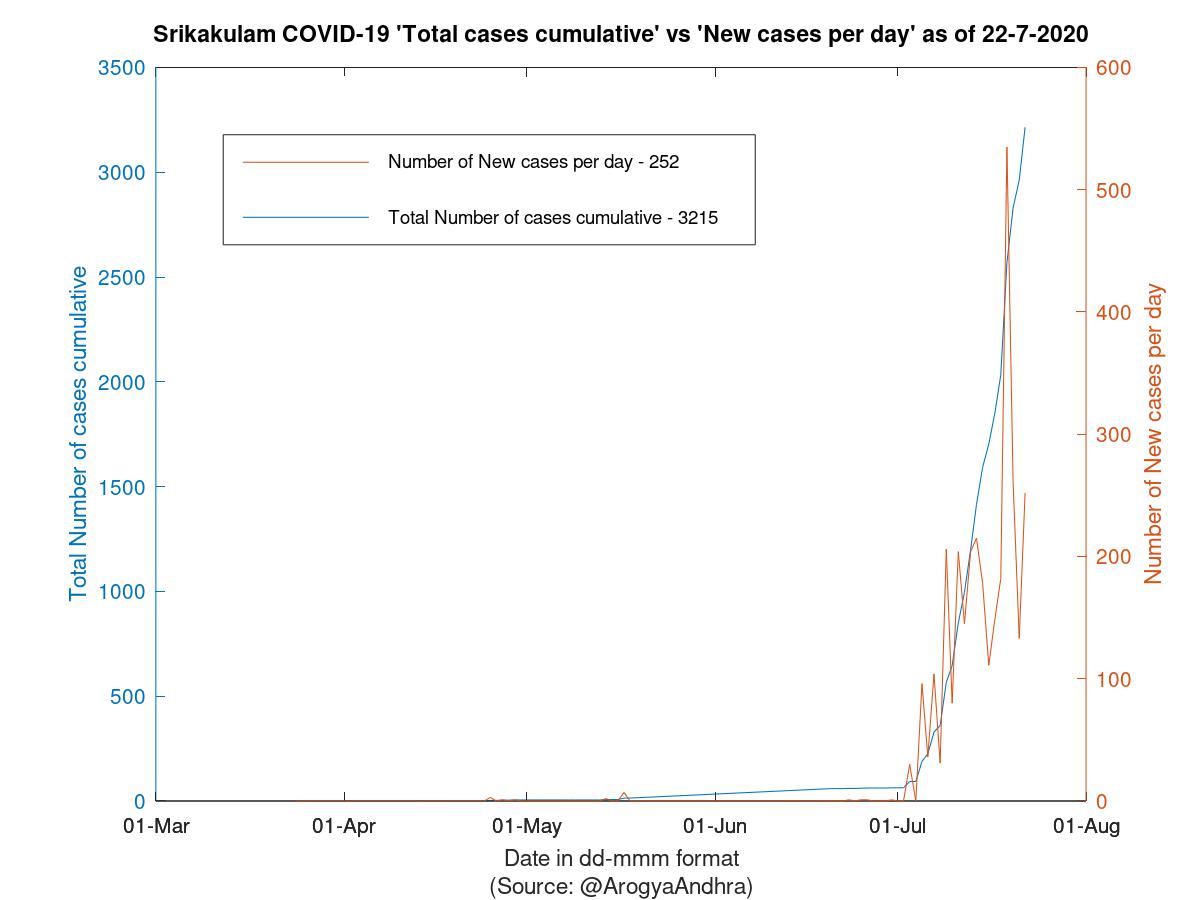 Srikakulam COVID-19 'Total cases cumulative' vs 'New cases per day' as of 22-7-2020
3500
3000
2500
2000
1500
1000
500
0
Total Number of cases cumulative
Number of New cases per day - 252
Total Number of cases cumulative - 3215
600
500
400
300
200
100
0
Number of New cases per day
01-Mar 01-Apr 01-May 01-Jun 01-Jul 01-Aug
Date in dd-mmm format
(Source: @ArogyaAndhra)